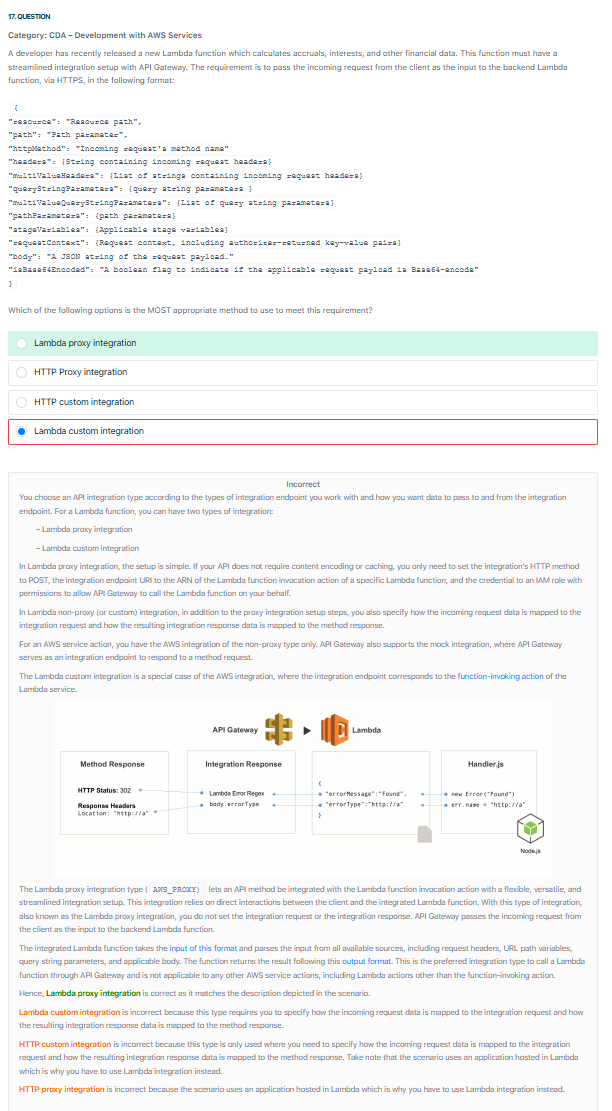 17. QUESTION
Category: CDA – Development with AWS Services
A developer has recently released a new Lambda function which calculates accruals, interests, and other financial data. This function must have a
streamlined integration setup with API Gateway. The requirement is to pass the incoming request from the client as the input to the backend Lambda
function, via HTTPS, in the following format:
{
"resource": "Resource path",
"path": "Path parameter",
"httpMethod": "Incoming request's method name"
"headers": {String containing incoming request headers}
"multiValueHeaders": {List of strings containing incoming request headers}
"queryStringParameters": {query string parameters }
"multiValueQueryStringParameters": {List of query string parameters}
"pathParameters": {path parameters}
"stageVariables": {Applicable stage variables}
"requestContext": {Request context, including authorizer-returned key-value pairs}
"body": "A JSON string of the request payload."
"isBase64Encoded": "A boolean flag to indicate if the applicable request payload is Base64-encode"
}
Which of the following options is the MOST appropriate method to use to meet this requirement?
Lambda proxy integration
HTTP Proxy integration
HTTP custom integration
Lambda custom integration
Incorrect
You choose an API integration type according to the types of integration endpoint you work with and how you want data to pass to and from the integration
endpoint. For a Lambda function, you can have two types of integration:
– Lambda proxy integration
– Lambda custom integration
In Lambda proxy integration, the setup is simple. If your API does not require content encoding or caching, you only need to set the integration's HTTP method
to POST, the integration endpoint URI to the ARN of the Lambda function invocation action of a specific Lambda function, and the credential to an IAM role with
permissions to allow API Gateway to call the Lambda function on your behalf.
In Lambda non-proxy (or custom) integration, in addition to the proxy integration setup steps, you also specify how the incoming request data is mapped to the
integration request and how the resulting integration response data is mapped to the method response.
For an AWS service action, you have the AWS integration of the non-proxy type only. API Gateway also supports the mock integration, where API Gateway
serves as an integration endpoint to respond to a method request.
The Lambda custom integration is a special case of the AWS integration, where the integration endpoint corresponds to the function-invoking action of the
Lambda service.
API Gateway Lambda
Method Response Integration Response Handler.js
HTTP Status: 302 Lambda Error Regex { "errorMessage":"Found", new Error("Found")
Response Headers body.errorType "errorType":"http://a" err.name = "http://a"
Location: "http://a" }
Node.js
The Lambda proxy integration type ( AWS_PROXY) lets an API method be integrated with the Lambda function invocation action with a flexible, versatile, and
streamlined integration setup. This integration relies on direct interactions between the client and the integrated Lambda function. With this type of integration,
also known as the Lambda proxy integration, you do not set the integration request or the integration response. API Gateway passes the incoming request from
the client as the input to the backend Lambda function.
The integrated Lambda function takes the input of this format and parses the input from all available sources, including request headers, URL path variables,
query string parameters, and applicable body. The function returns the result following this output format. This is the preferred integration type to call a Lambda
function through API Gateway and is not applicable to any other AWS service actions, including Lambda actions other than the function-invoking action.
Hence, Lambda proxy integration is correct as it matches the description depicted in the scenario.
Lambda custom integration is incorrect because this type requires you to specify how the incoming request data is mapped to the integration request and how
the resulting integration response data is mapped to the method response.
HTTP custom integration is incorrect because this type is only used where you need to specify how the incoming request data is mapped to the integration
request and how the resulting integration response data is mapped to the method response. Take note that the scenario uses an application hosted in Lambda
which is why you have to use Lambda integration instead.
HTTP proxy integration is incorrect because the scenario uses an application hosted in Lambda which is why you have to use Lambda integration instead.